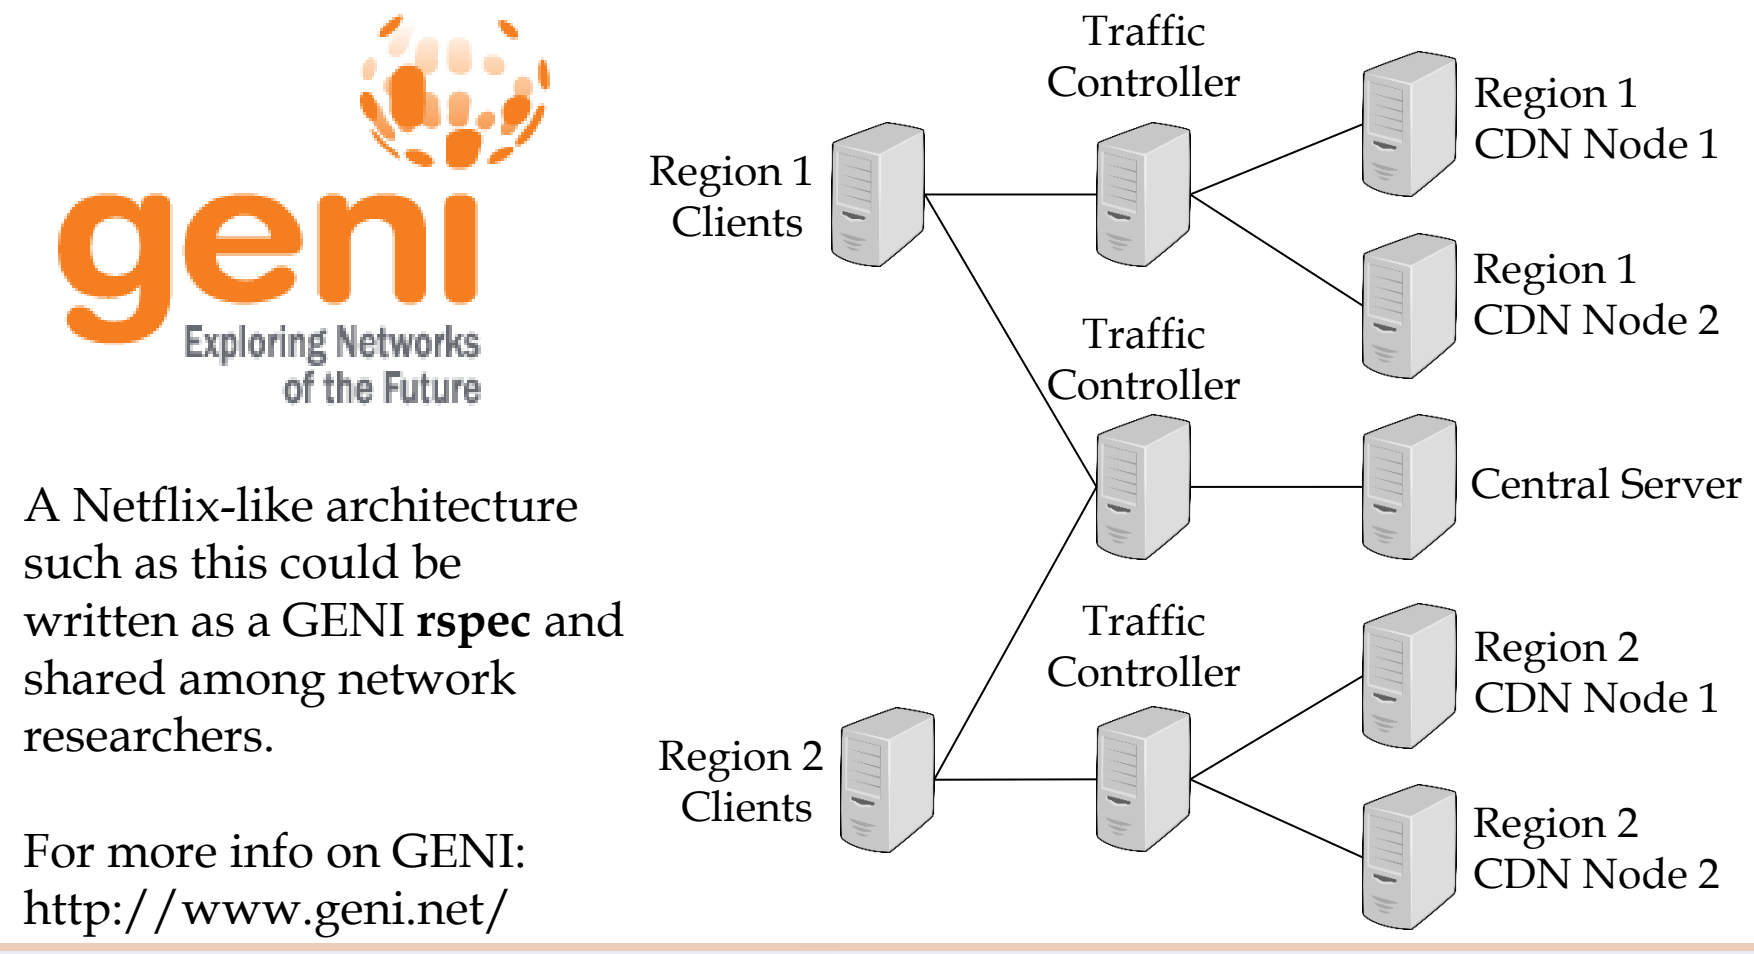 geni
Exploring Networks
of the Future
A Netflix-like architecture
such as this could be
written as a GENI rspec and
shared among network
researchers.
For more info on GENI:
http://www.geni.net/
Region 1
Clients
Traffic
Controller
Region 1
CDN Node 1
Region 1
CDN Node 2
Traffic
Controller
Central Server
Region 2
Clients
Traffic
Controller
Region 2
CDN Node 1
Region 2
CDN Node 2